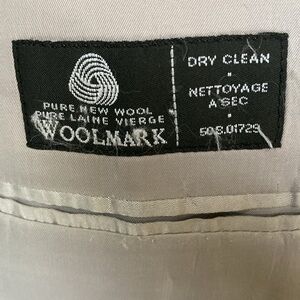 PURE NEW WOOL
PURE LAINE VIERGE
WOOLMARK
DRY CLEAN
•
NETTOYAGE
A SEC
•
508.01729